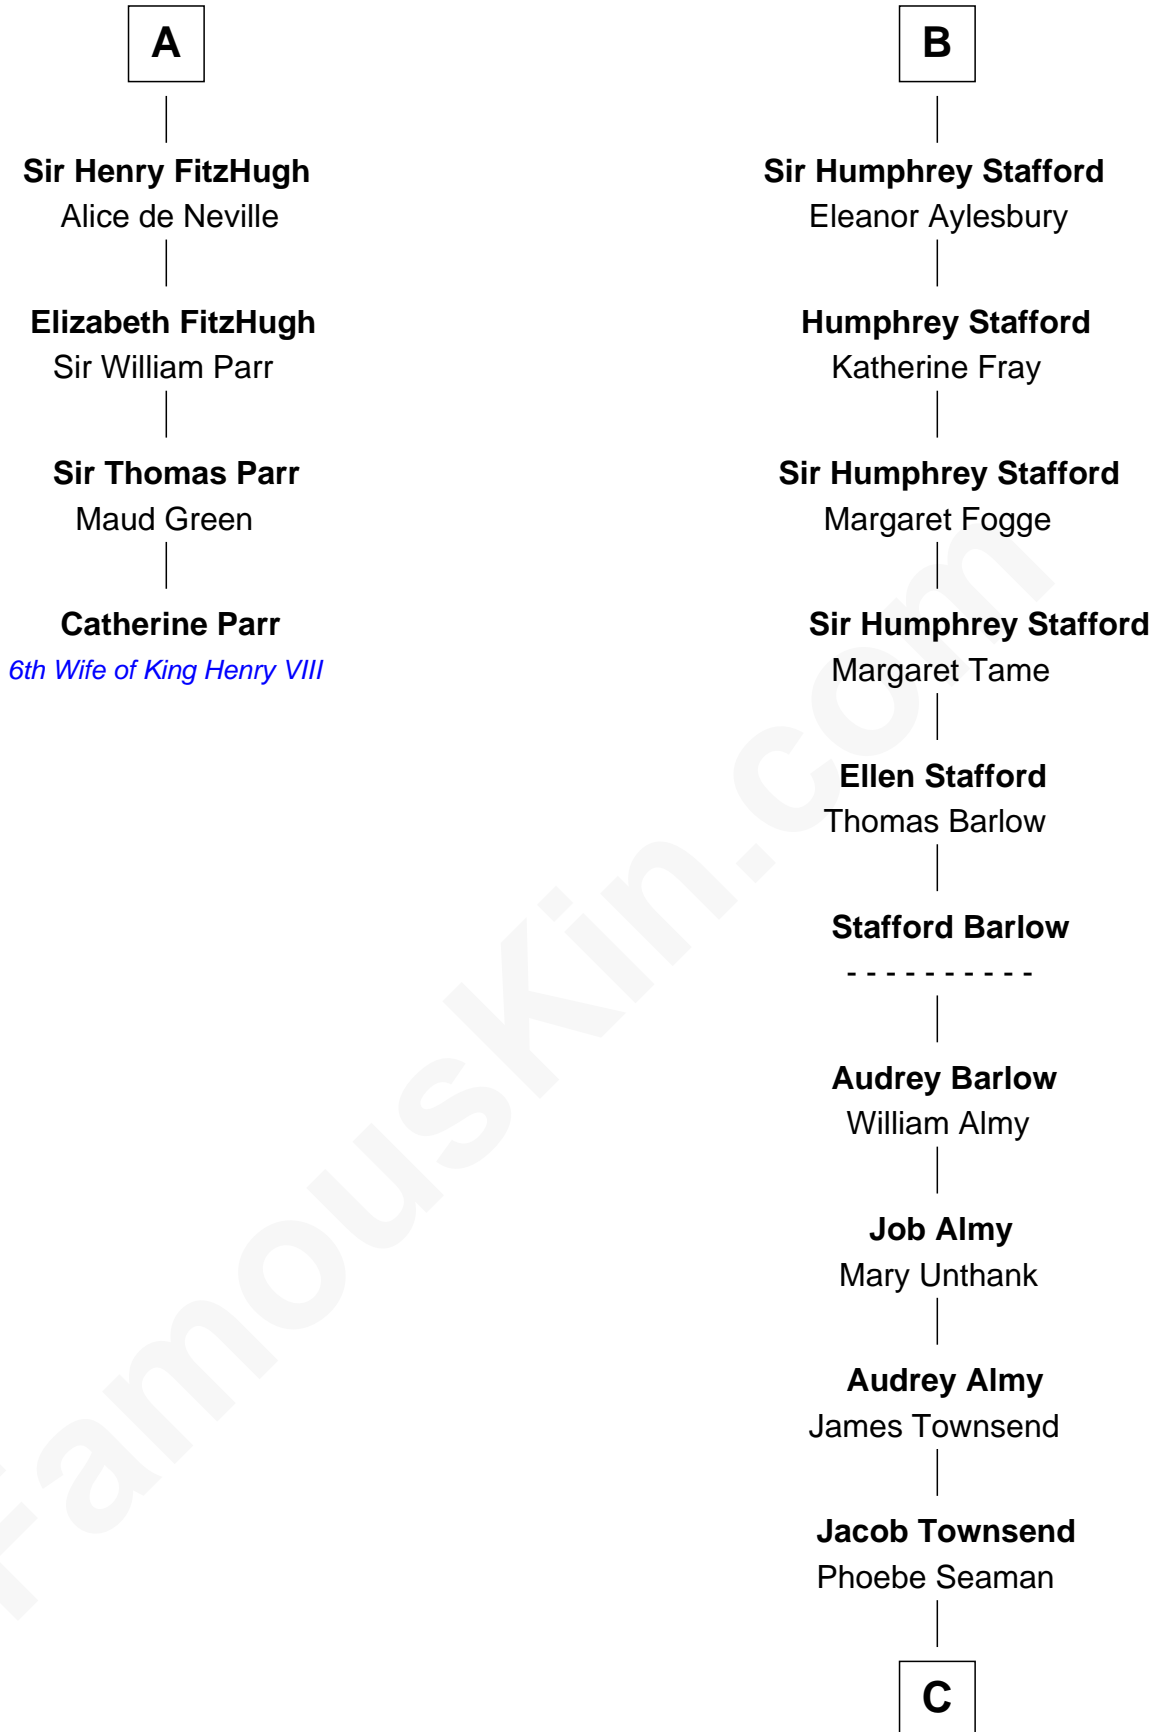 A
Sir Henry FitzHugh
Alice de Neville
Elizabeth FitzHugh
Sir William Parr
Sir Thomas Parr
Maud Green
Catherine Parr
6th Wife of King Henry VIII
B
Sir Humphrey Stafford
Eleanor Aylesbury
Humphrey Stafford
Katherine Fray
Sir Humphrey Stafford
Margaret Fogge
Sir Humphrey Stafford
Margaret Tame
Ellen Stafford
Thomas Barlow
Stafford Barlow
- - - - - - - - - -
Audrey Barlow
William Almy
Job Almy
Mary Unthank
Audrey Almy
James Townsend
Jacob Townsend
Phoebe Seaman
C
FamousKin.com